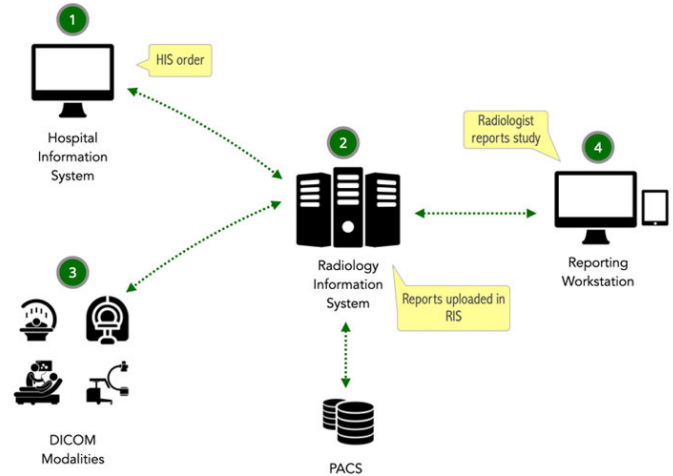 1
HIS order
Hospital
Information
System
2
Radiology
Information
System
Reports uploaded in
RIS
Radiologist
reports study
4
Reporting
Workstation
3
DICOM
Modalities
PACS